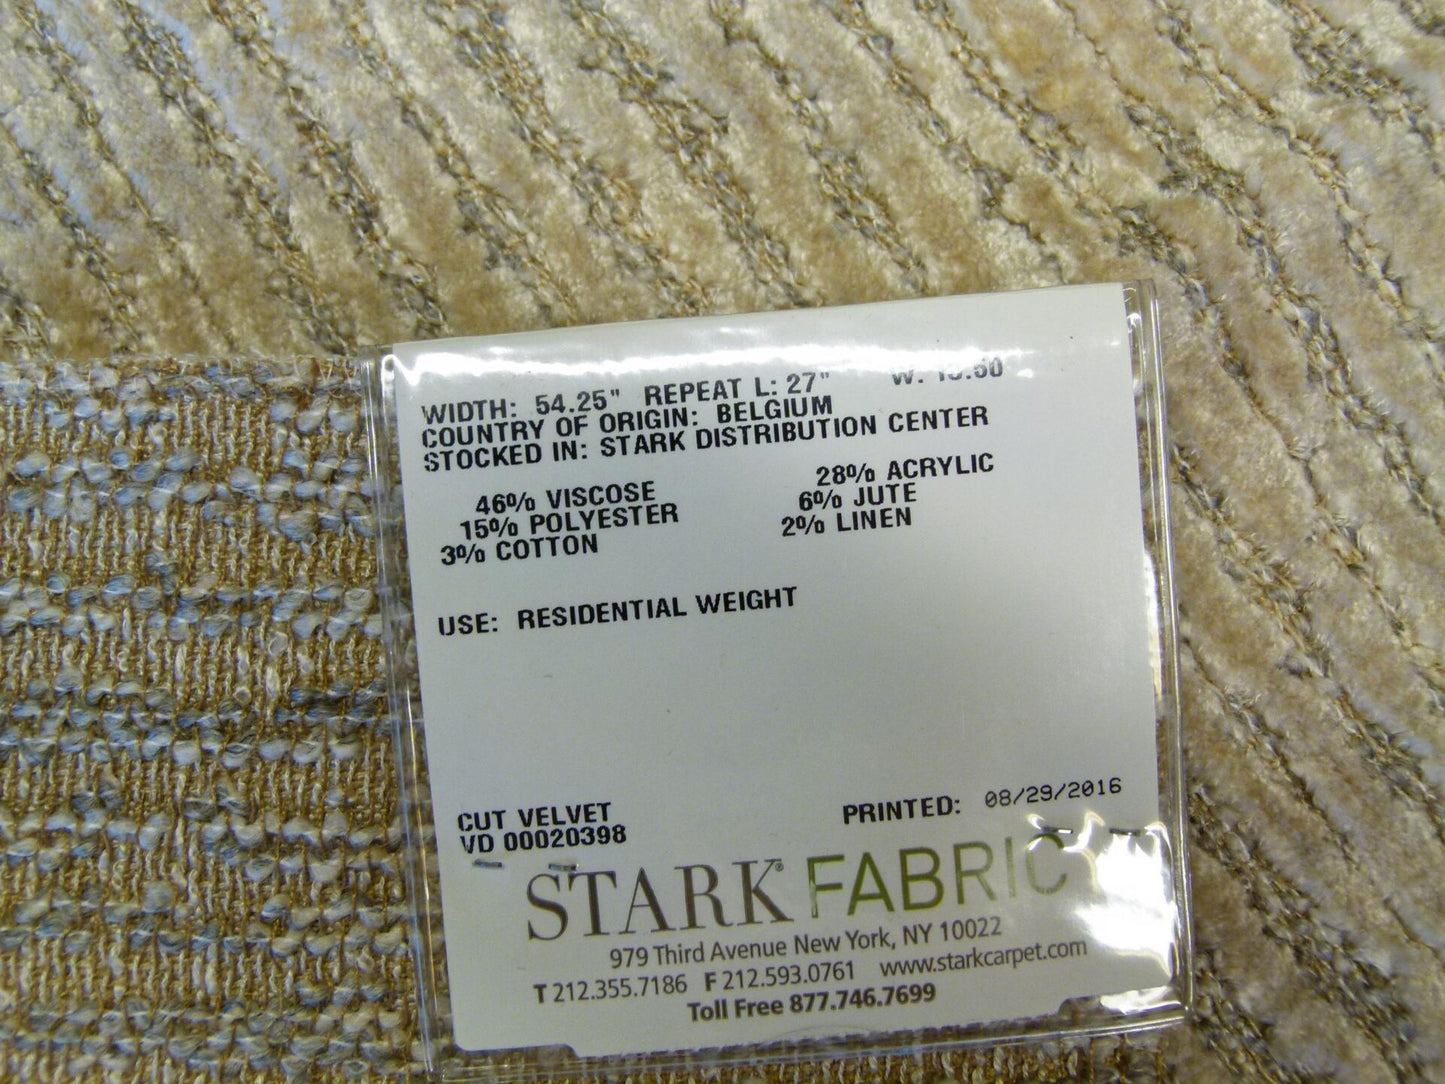 WIDTH: 54.25" REPEAT L: 27" W:
COUNTRY OF ORIGIN: BELGIUM
STOCKED IN: STARK DISTRIBUTION CENTER
46% VISCOSE 28% ACRYLIC
15% POLYESTER 6% JUTE
3% COTTON 2% LINEN
USE: RESIDENTIAL WEIGHT
CUT VELVET PRINTED: 08/29/2016
VD 00020398
STARK® FABRIC
979 Third Avenue New York, NY 10022
T 212.355.7186 F 212.593.0761 www.starkcarpet.com
Toll Free 877.746.7699